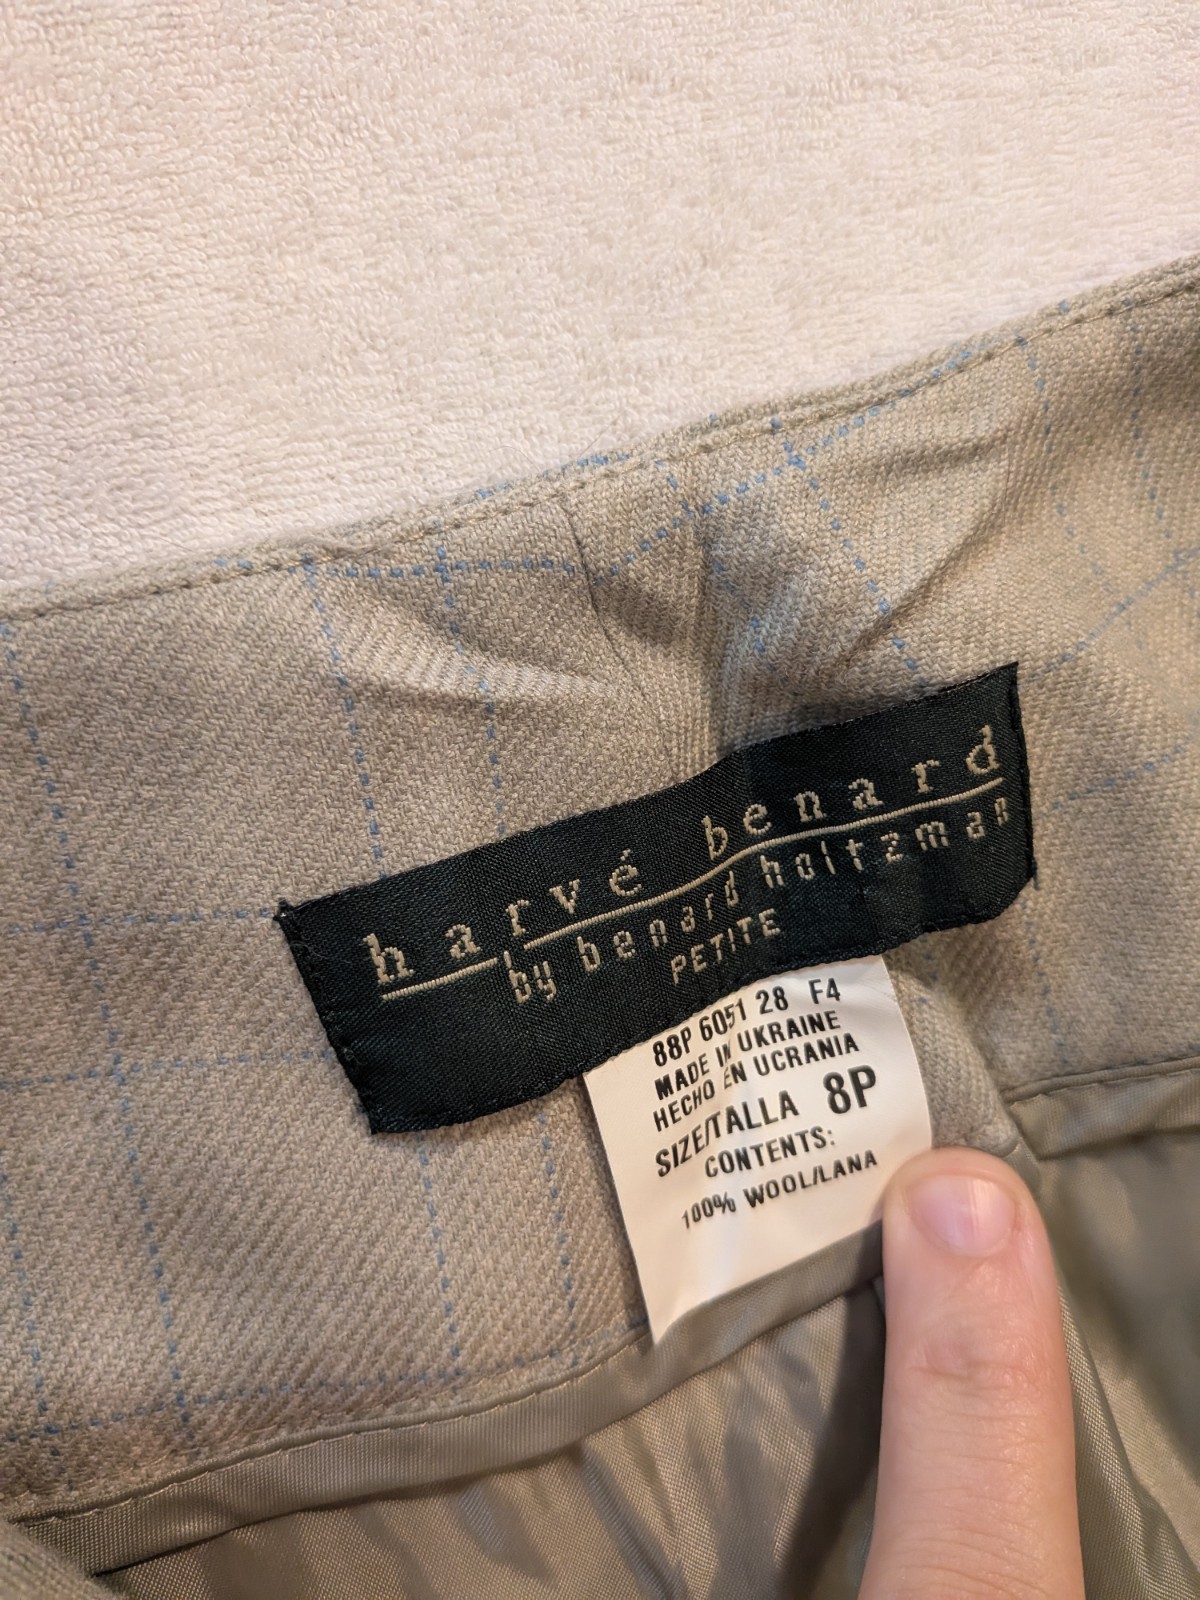 harvé benard
by benard holtzman
PETITE
88P 6051 28 F4
MADE IN UKRAINE
HECHO EN UCRANIA
SIZE/TALLA 8P
CONTENTS:
100% WOOL/LANA